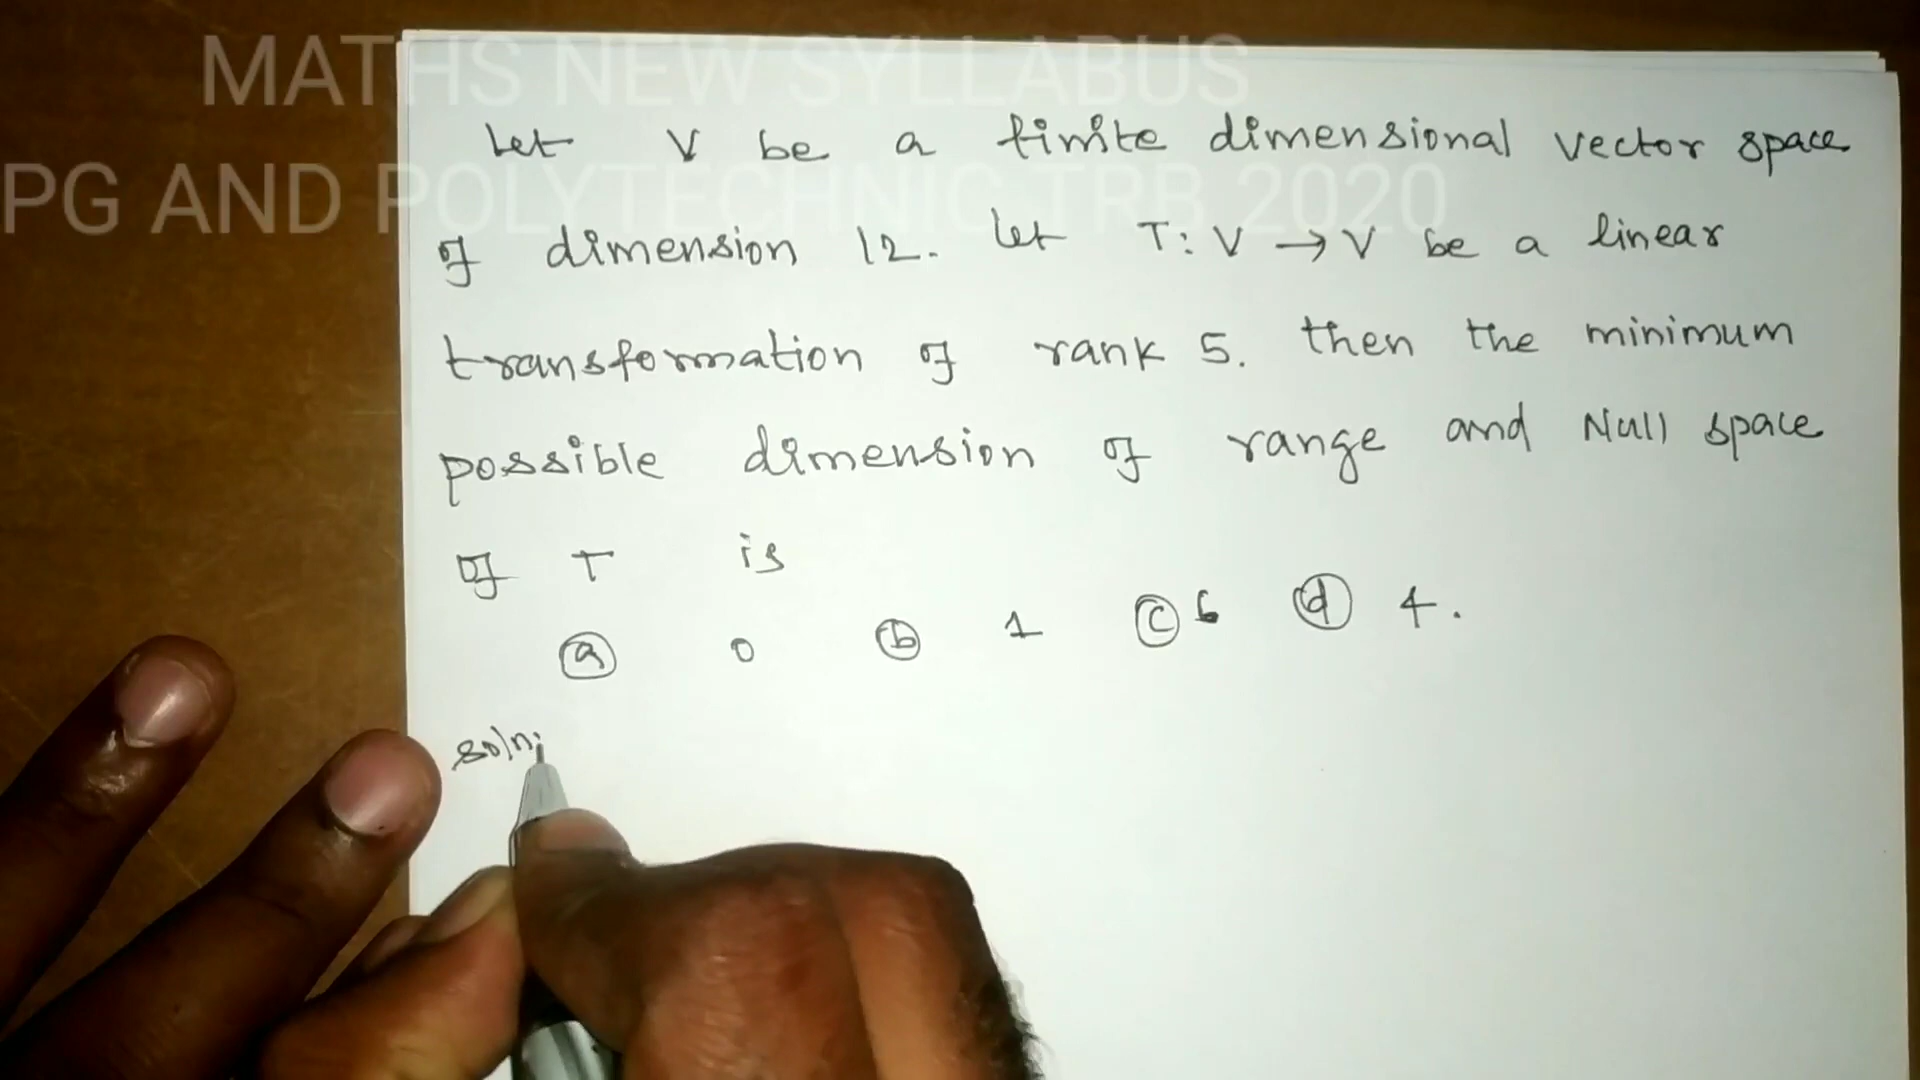 MATHS NEW SYLLABUS
PG AND POLYTECHNIC TRB 2020
Let V be a finite dimensional vector space
of dimension 12. Let T: V → V be a linear
transformation of rank 5. then the minimum
possible dimension of range and Null space
of T is
(a) 0 (b) 1 (c) 6 (d) 4.
soln: